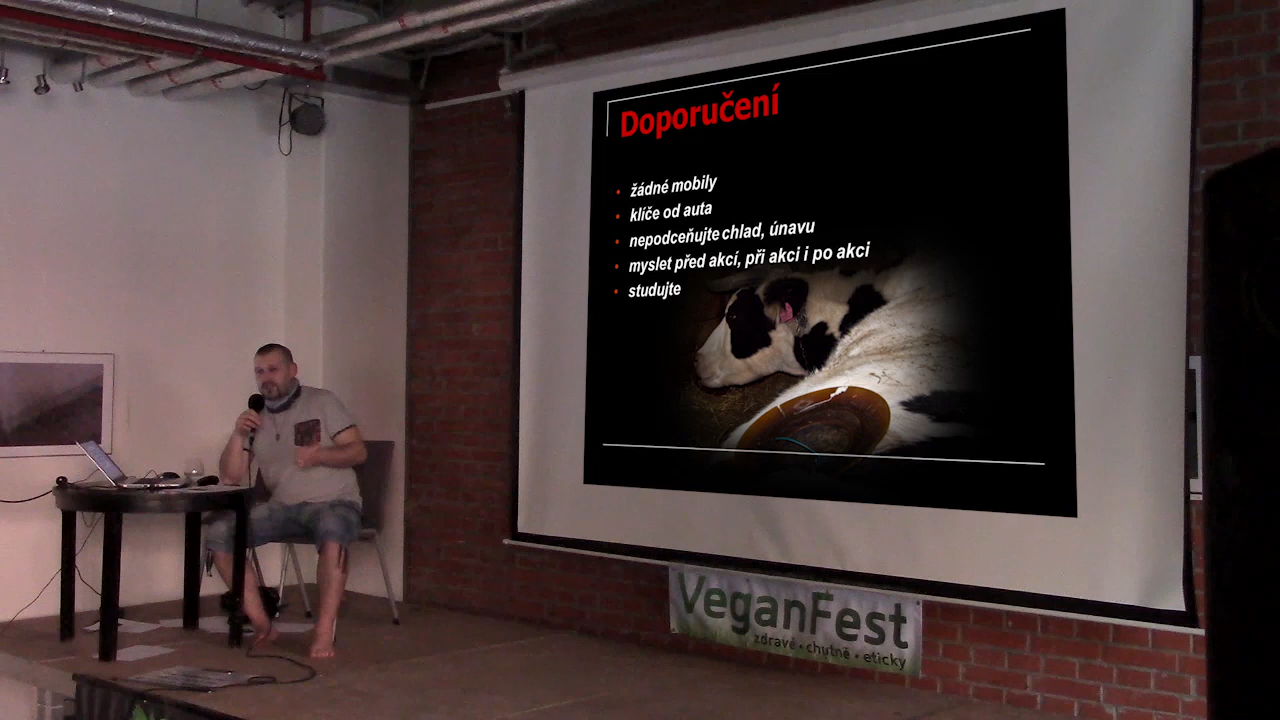 Doporučení
žádné mobily
klíče od auta
nepodceňujte chlad, únavu
myslet před akcí, při akci i po akci
studujte
VeganFest
zdravě • chutně • eticky